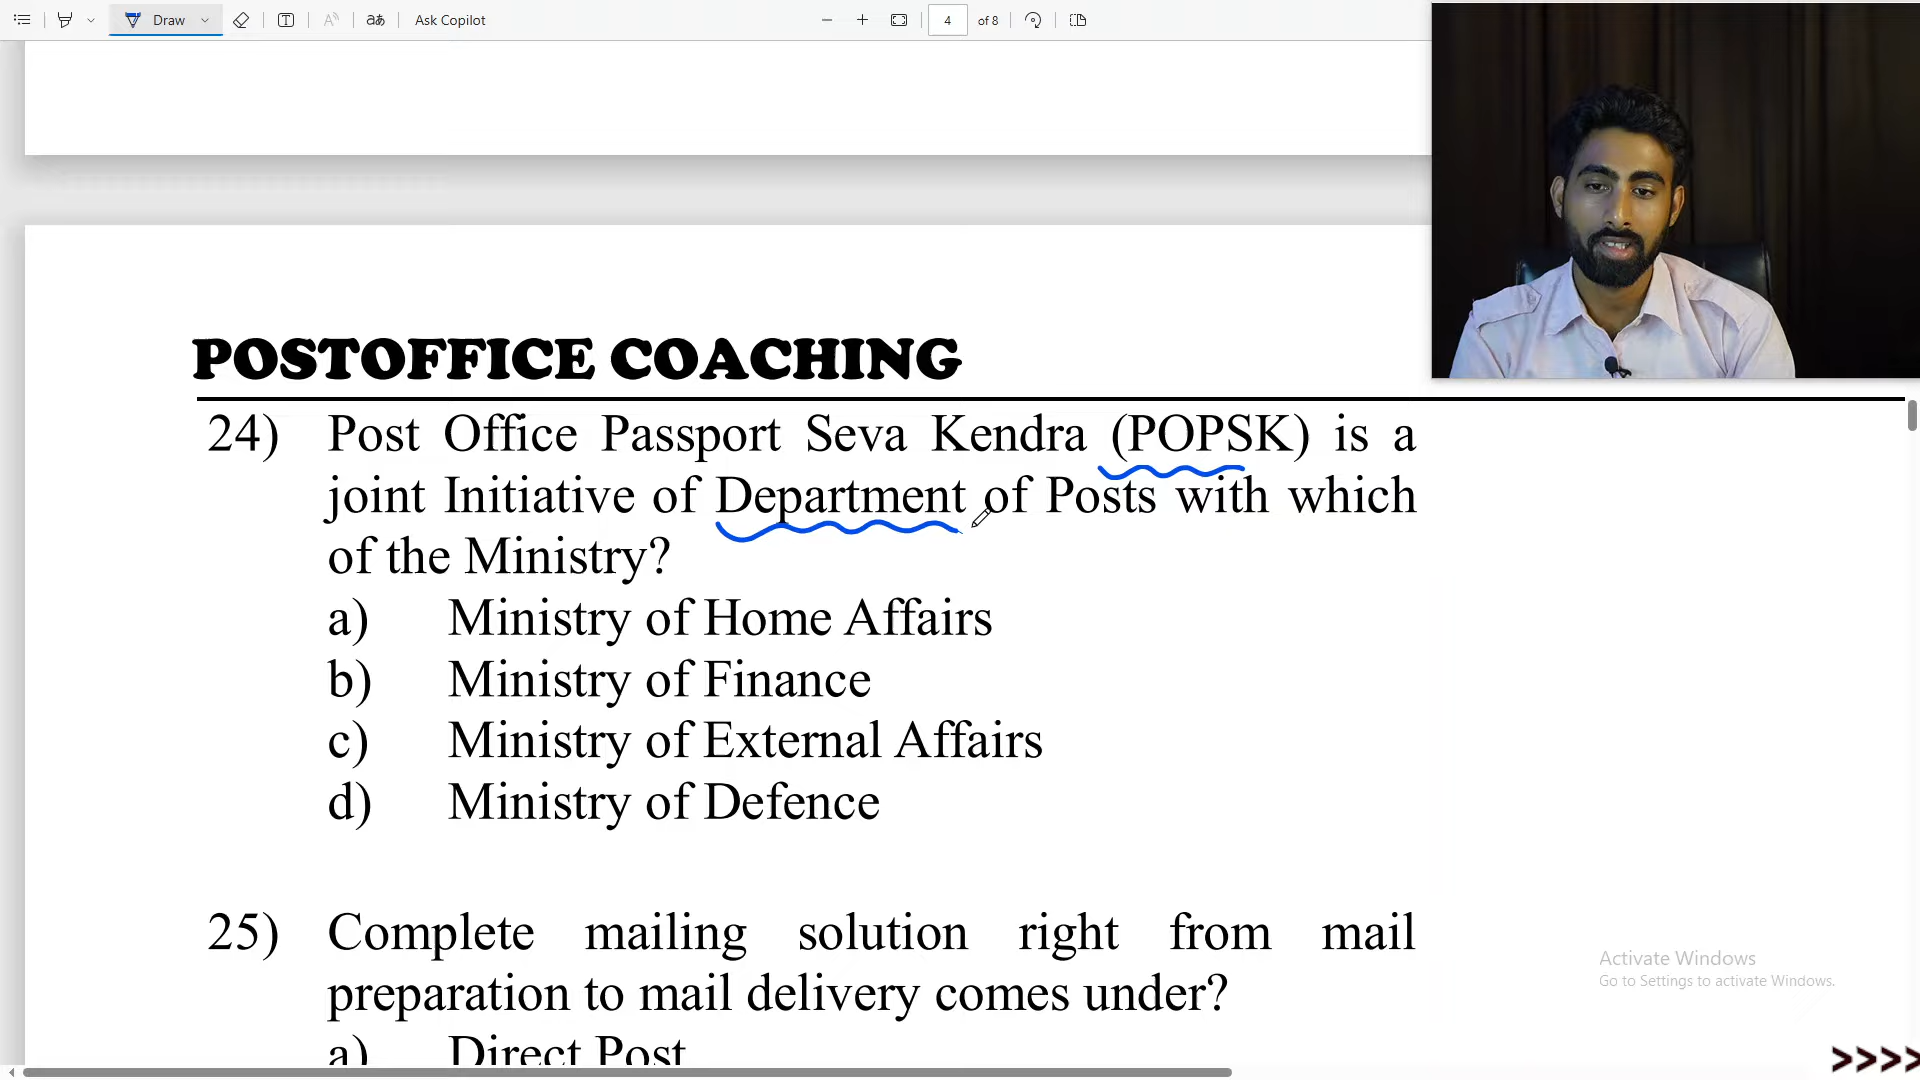 Draw
Ask Copilot
4 of 8
POSTOFFICE COACHING
24) Post Office Passport Seva Kendra (POPSK) is a
joint Initiative of Department of Posts with which
of the Ministry?
a) Ministry of Home Affairs
b) Ministry of Finance
c) Ministry of External Affairs
d) Ministry of Defence
25) Complete mailing solution right from mail
preparation to mail delivery comes under?
a) Direct Post
Activate Windows
Go to Settings to activate Windows.
>>>>